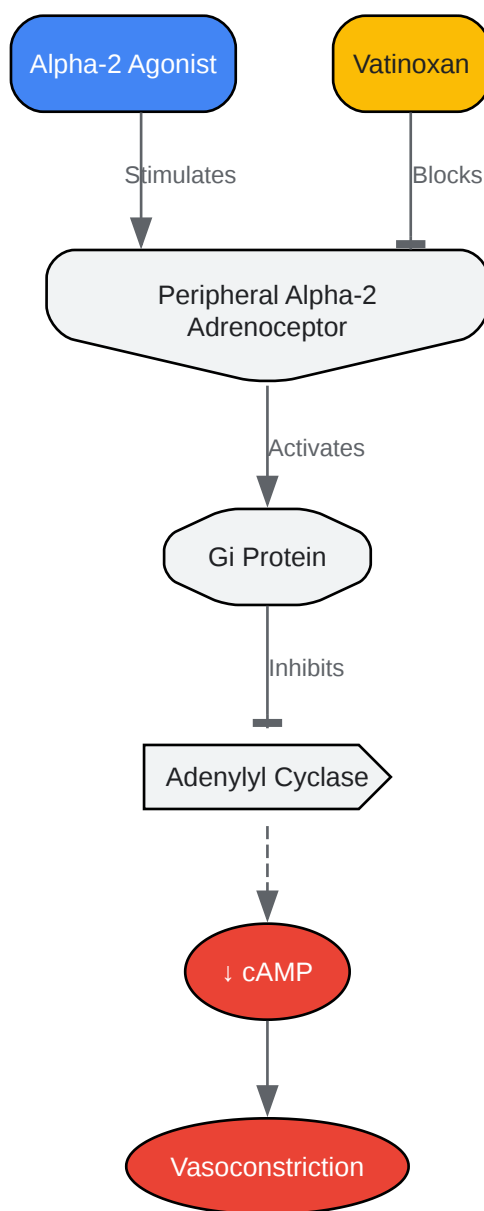 Alpha-2 Agonist
Vatinoxan
Stimulates
Blocks
Peripheral Alpha-2
Adrenoceptor
Activates
Gi Protein
Inhibits
Adenylyl Cyclase
↓ cAMP
Vasoconstriction